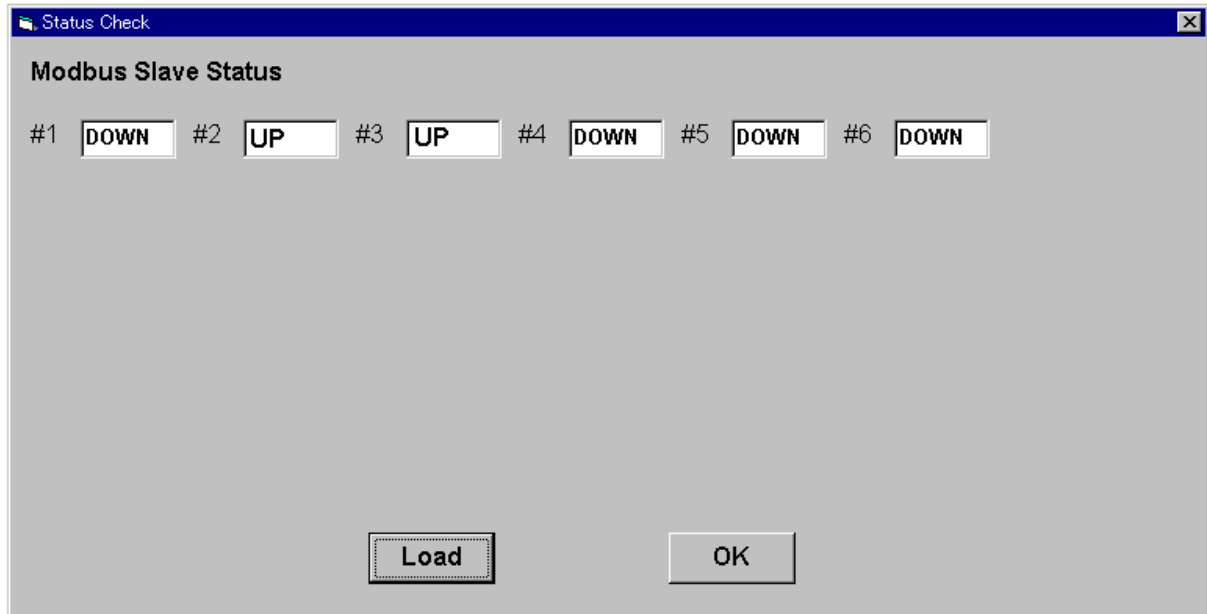 Status Check
Modbus Slave Status
#1 DOWN #2 UP #3 UP #4 DOWN #5 DOWN #6 DOWN
Load OK